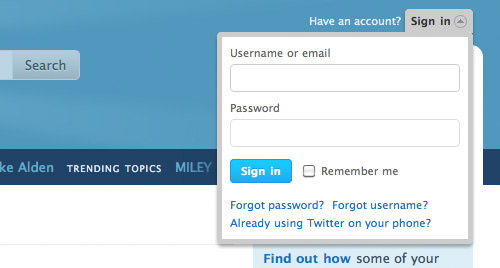 Have an account? Sign in
Search
Username or email
Password
Sign in Remember me
Forgot password? Forgot username?
Already using Twitter on your phone?
ke Alden TRENDING TOPICS MILEY
Find out how some of your